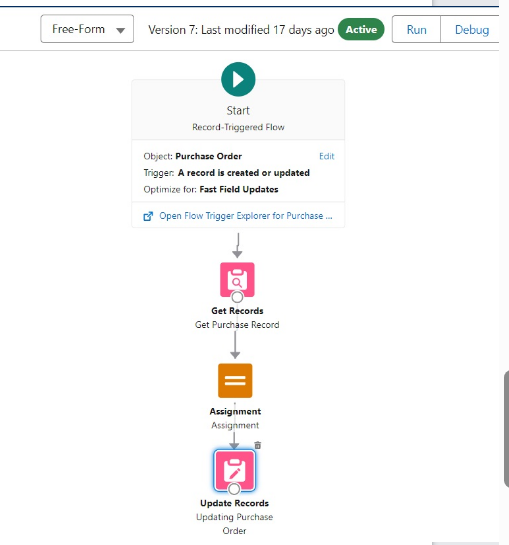 Free-Form
Version 7: Last modified 17 days ago
Active
Run
Debug
Start
Record-Triggered Flow
Object: Purchase Order
Edit
Trigger: A record is created or updated
Optimize for: Fast Field Updates
Open Flow Trigger Explorer for Purchase ...
Get Records
Get Purchase Record
Assignment
Assignment
Update Records
Updating Purchase
Order